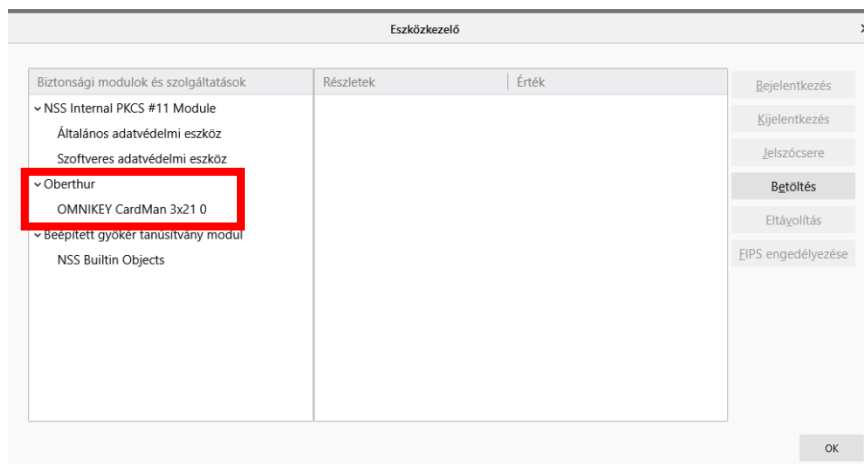 Eszközkezelő
Biztonsági modulok és szolgáltatások
Részletek
Érték
NSS Internal PKCS #11 Module
Általános adatvédelmi eszköz
Szoftveres adatvédelmi eszköz
Oberthur
OMNIKEY CardMan 3x21 0
Beépített gyökér tanúsítvány modul
NSS Builtin Objects
Bejelentkezés
Kijelentkezés
Jelszócsere
Betöltés
Eltávolítás
FIPS engedélyezése
OK